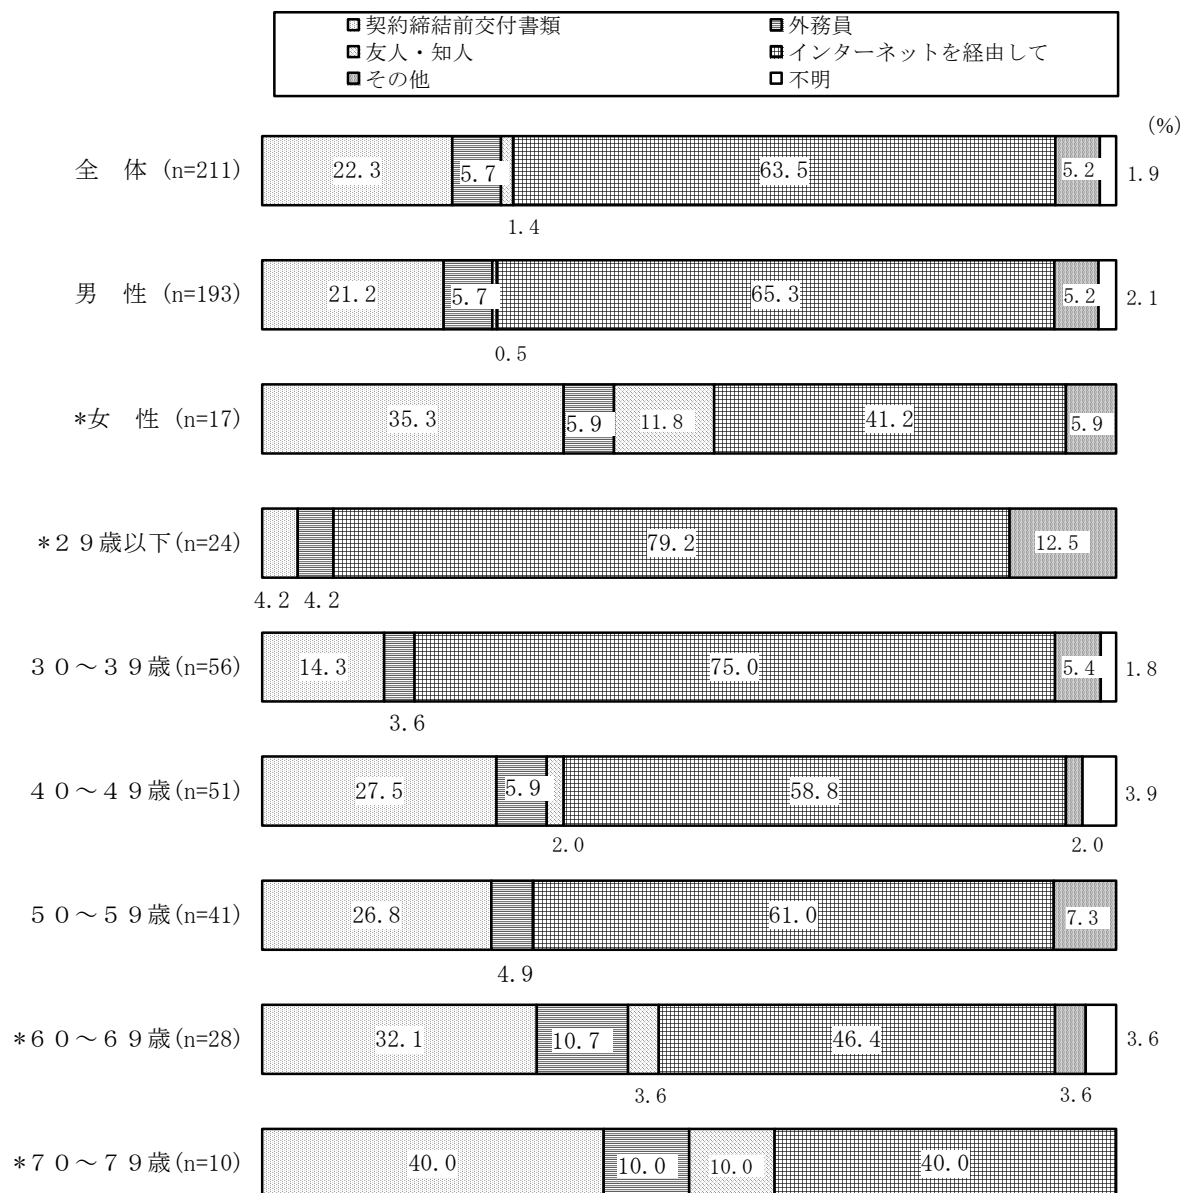 契約締結前交付書類 外務員
友人・知人 インターネットを経由して
その他 不明
(%)
全 体 (n=211) 22.3 5.7 63.5 5.2 1.9
1.4
男 性 (n=193) 21.2 5.7 65.3 5.2 2.1
0.5
*女 性 (n=17) 35.3 5.9 11.8 41.2 5.9
*29歳以下(n=24) 79.2 12.5
4.2 4.2
30～39歳(n=56) 14.3 75.0 5.4 1.8
3.6
40～49歳(n=51) 27.5 5.9 58.8 3.9
2.0 2.0
50～59歳(n=41) 26.8 61.0 7.3
4.9
*60～69歳(n=28) 32.1 10.7 46.4 3.6
3.6 3.6
*70～79歳(n=10) 40.0 10.0 10.0 40.0